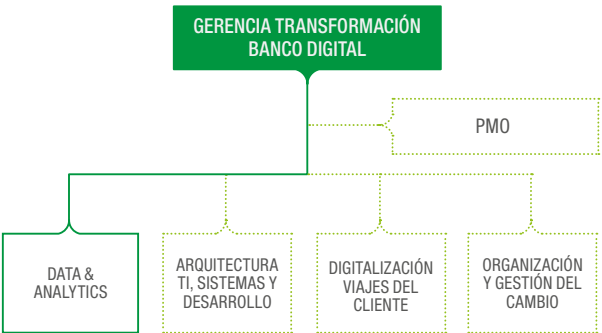 GERENCIA TRANSFORMACIÓN
BANCO DIGITAL
PMO
DATA &
ANALYTICS
ARQUITECTURA
TI, SISTEMAS Y
DESARROLLO
DIGITALIZACIÓN
VIAJES DEL
CLIENTE
ORGANIZACIÓN
Y GESTIÓN DEL
CAMBIO